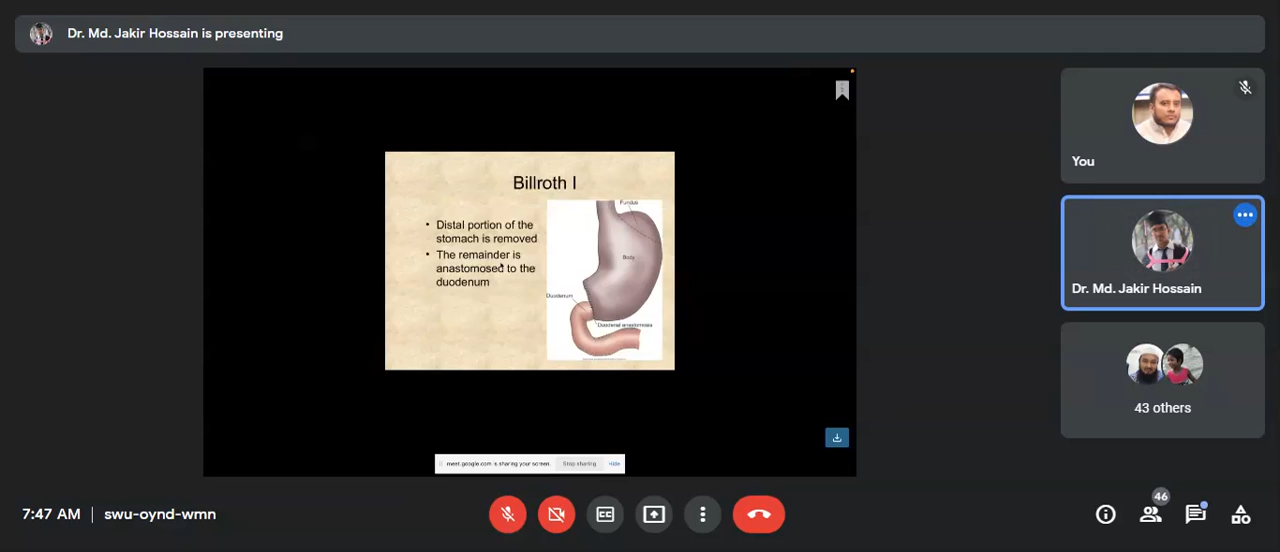 Dr. Md. Jakir Hossain is presenting
Billroth I
• Distal portion of the
stomach is removed
• The remainder is
anastomosed to the
duodenum
Fundus
Body
Duodenum
Duodenal anastomosis
meet.google.com is sharing your screen.
Stop sharing
Hide
You
Dr. Md. Jakir Hossain
43 others
7:47 AM
swu-oynd-wmn
CC
46